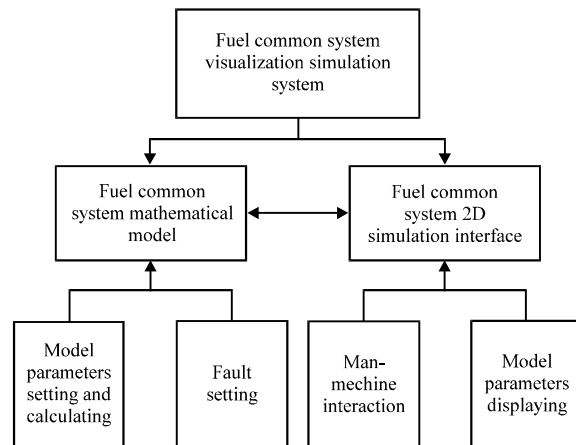 Fuel common system
visualization simulation
system
Fuel common
system mathematical
model
Fuel common
system 2D
simulation interface
Model
parameters
setting and
calculating
Fault
setting
Man-
mechine
interaction
Model
parameters
displaying